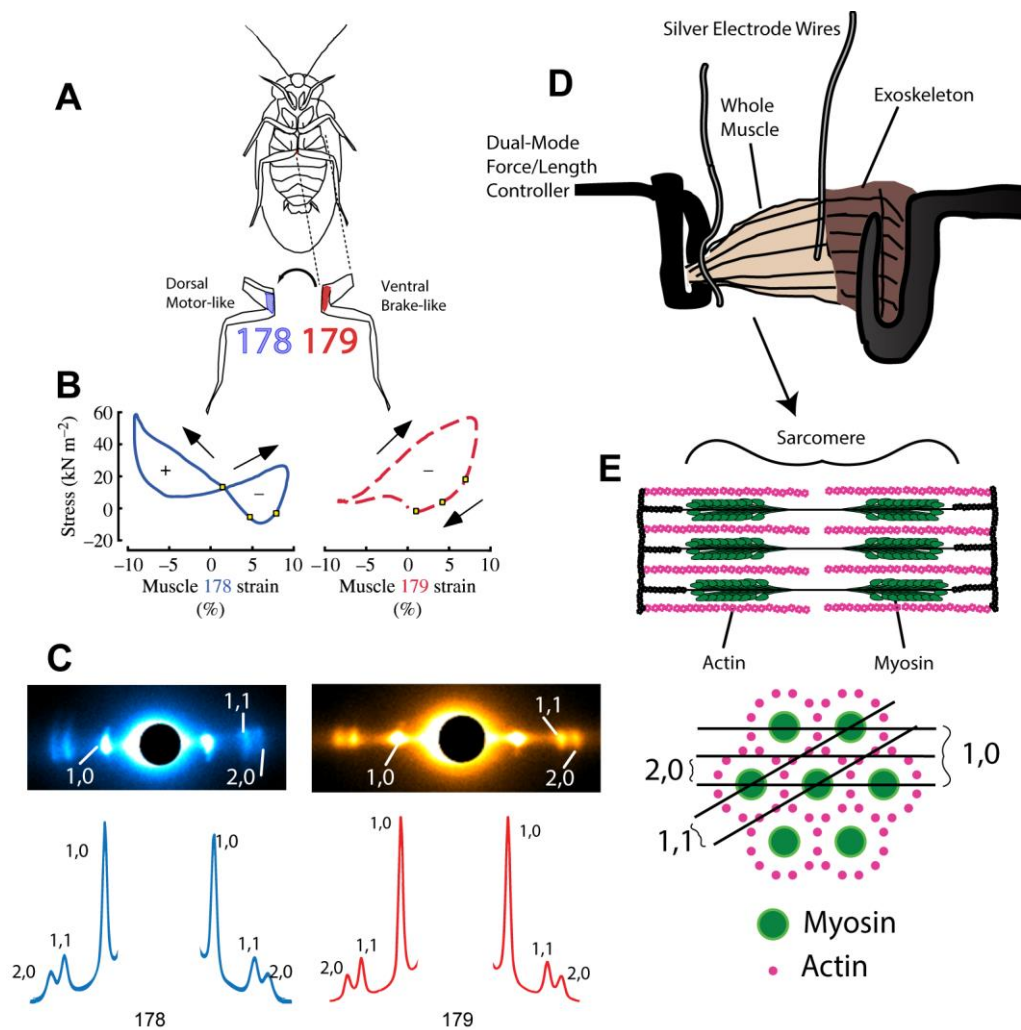 A
Dorsal
Motor-like
Ventral
Brake-like
178 179
B
Stress (kN m⁻²)
60
40
20
0
−20
+
−
−
−10 −5 0 5 10
−10 −5 0 5 10
Muscle 178 strain
(%)
Muscle 179 strain
(%)
C
1,1
1,0
2,0
1,1
1,0
2,0
1,0
1,0
1,1
1,1
2,0
2,0
178
1,0
1,0
1,1
1,1
2,0
2,0
179
D
Silver Electrode Wires
Whole
Muscle
Exoskeleton
Dual-Mode
Force/Length
Controller
E
Sarcomere
Actin
Myosin
1,0
2,0
1,1
Myosin
Actin